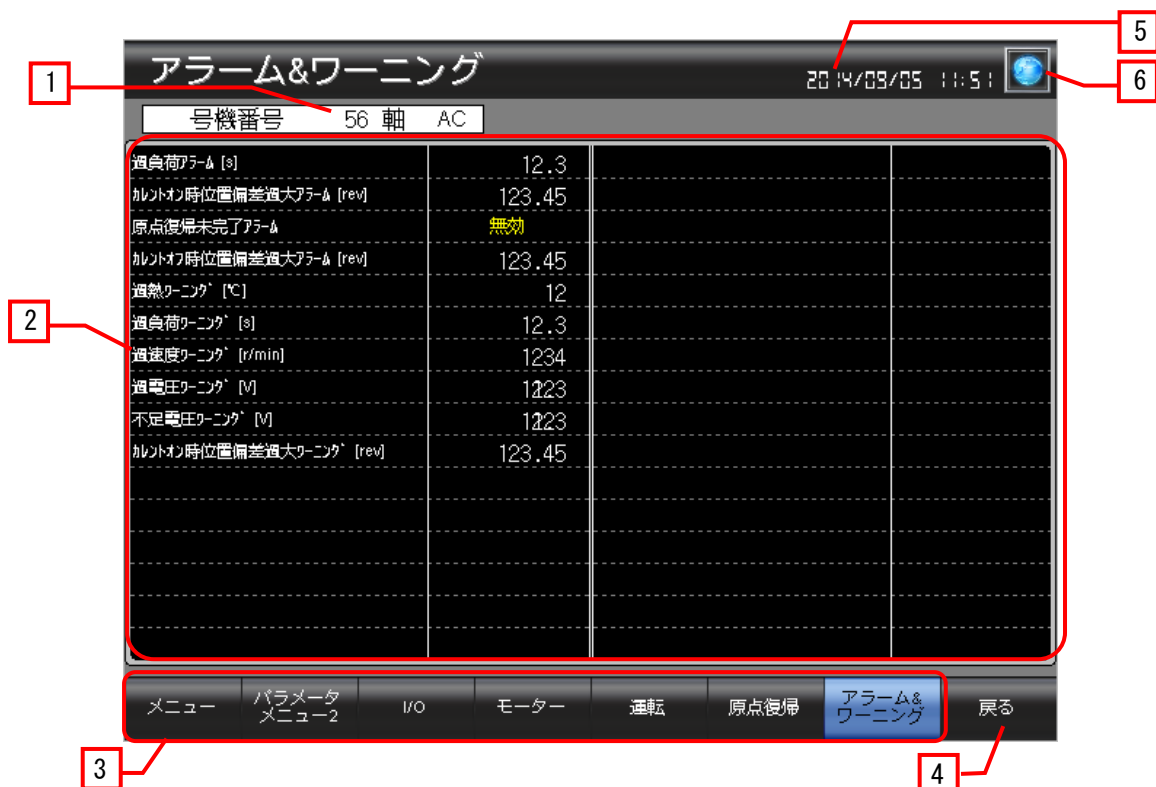 5
アラーム&ワーニング
2014/09/05 11:51
1
6
号機番号 56 軸 AC
過負荷ｱﾗｰﾑ [s] 12.3
ｶﾚﾝﾄｵﾝ時位置偏差過大ｱﾗｰﾑ [rev] 123.45
原点復帰未完了ｱﾗｰﾑ 無効
ｶﾚﾝﾄｵﾌ時位置偏差過大ｱﾗｰﾑ [rev] 123.45
過熱ﾜｰﾆﾝｸﾞ [℃] 12
2
過負荷ﾜｰﾆﾝｸﾞ [s] 12.3
過速度ﾜｰﾆﾝｸﾞ [r/min] 1234
過電圧ﾜｰﾆﾝｸﾞ [V]
不足電圧ﾜｰﾆﾝｸﾞ [V]
ｶﾚﾝﾄｵﾝ時位置偏差過大ﾜｰﾆﾝｸﾞ [rev] 123.45
メニュー
パラメータ
メニュー2
I/O
モーター
運転
原点復帰
アラーム&
ワーニング
戻る
3
4